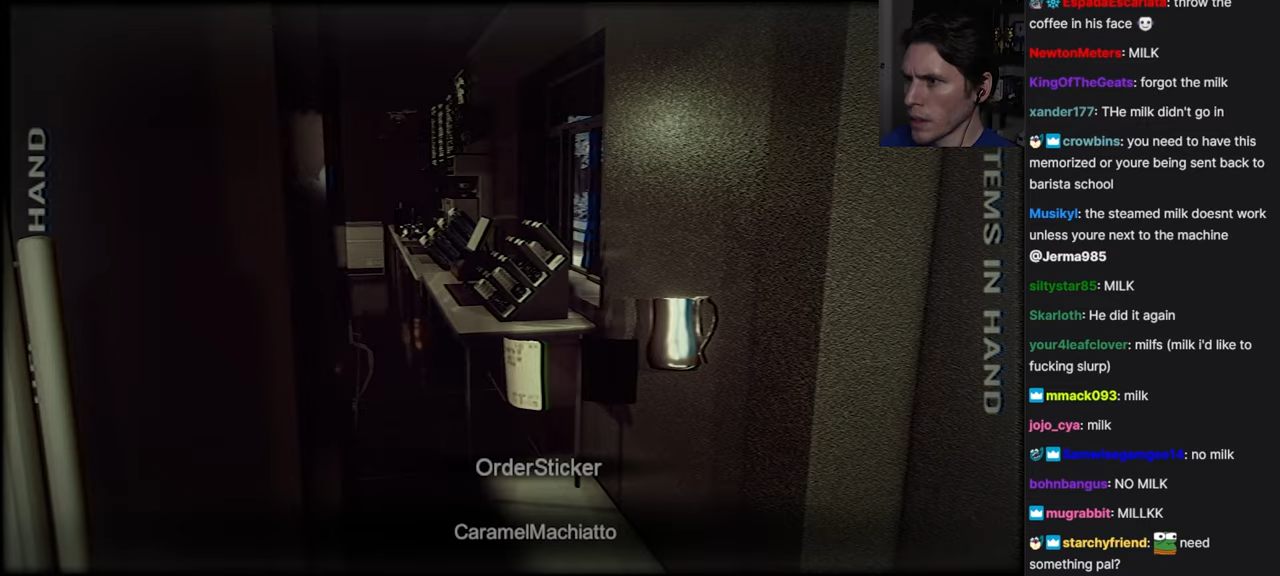 HAND
ITEMS IN HAND
OrderSticker
CaramelMachiatto
EspadaEscarlata: throw the
coffee in his face
NewtonMeters: MILK
KingOfTheGeats: forgot the milk
xander177: THe milk didn't go in
crowbins: you need to have this
memorized or youre being sent back to
barista school
Musikyl: the steamed milk doesnt work
unless youre next to the machine
@Jerma985
siltystar85: MILK
Skarloth: He did it again
your4leafclover: milfs (milk i'd like to
fucking slurp)
mmack093: milk
jojo_cya: milk
Samwisegamgee14: no milk
bohnbangus: NO MILK
mugrabbit: MILLKK
starchyfriend: need
something pal?